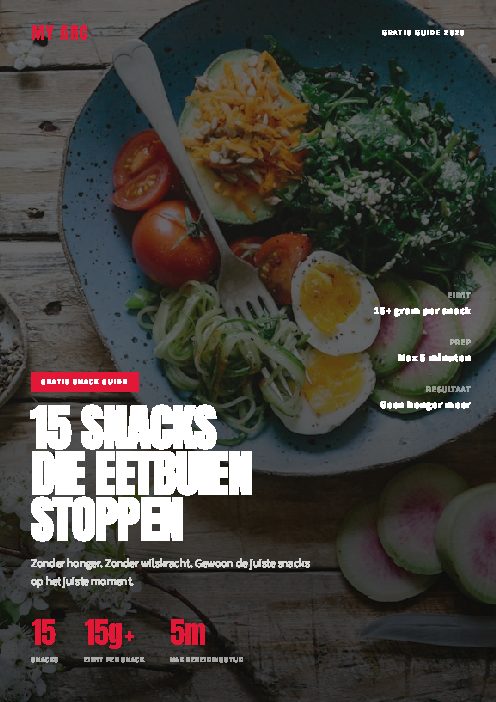 MY ARC
GRATIS GUIDE 2026
EIWIT
15+ gram per snack
PREP
Max 5 minuten
RESULTAAT
Geen honger meer
GRATIS SNACK GUIDE
15 SNACKS
DIE EETBUIEN
STOPPEN
Zonder honger. Zonder wilskracht. Gewoon de juiste snacks
op het juiste moment.
15
15g+
5m
SNACKS
EIWIT PER SNACK
MAX BEREIDINGSTIJD